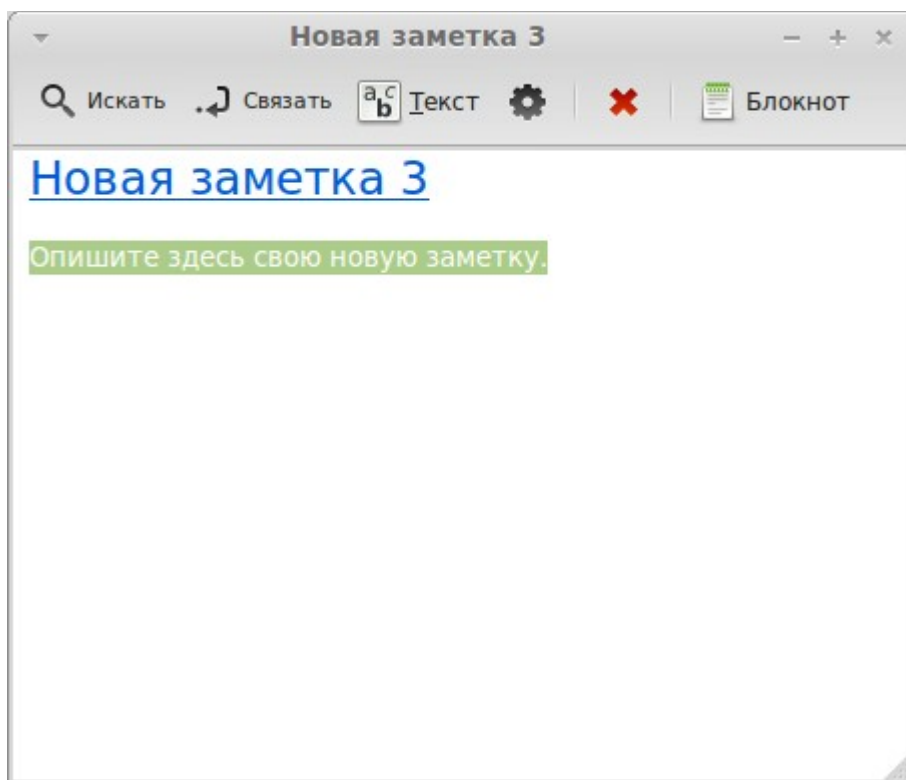 Новая заметка 3
Искать Связать Текст Блокнот
Новая заметка 3
Опишите здесь свою новую заметку.